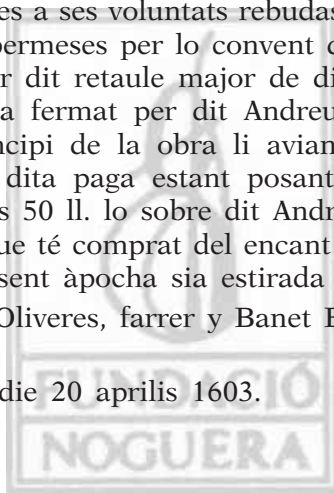 es a ses voluntats rebudas
permeses per lo convent d
r dit retaule major de di
a fermat per dit Andreu
ncipi de la obra li avian
dita paga estant posant
s 50 ll. lo sobre dit Andr
que té comprat del encant
sent àpocha sia estirada
Oliveres, farrer y Banet B
die 20 aprilis 1603.
FUNDACIÓ
NOGUERA